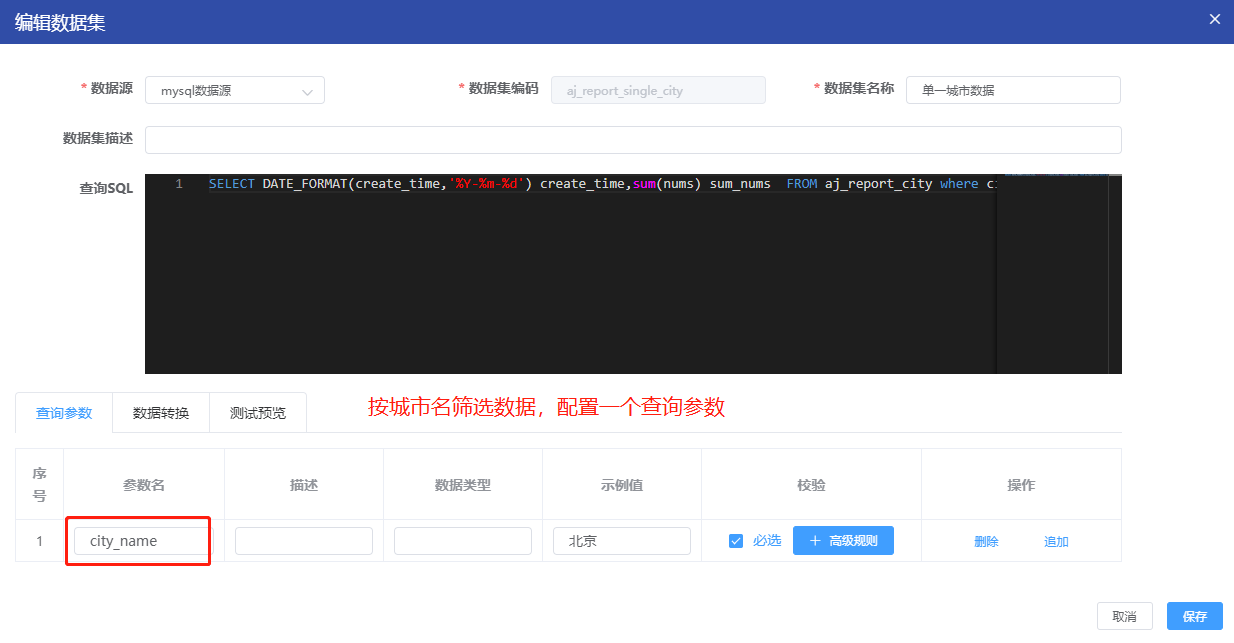 编辑数据集
* 数据源 mysql数据源 * 数据集编码 aj_report_single_city * 数据集名称 单一城市数据
数据集描述
查询SQL 1 SELECT DATE_FORMAT(create_time,'%Y-%m-%d') create_time,sum(nums) sum_nums FROM aj_report_city where ci
查询参数 数据转换 测试预览 按城市名筛选数据，配置一个查询参数
序号 参数名 描述 数据类型 示例值 校验 操作
1 city_name 北京 必选 + 高级规则 删除 追加
取消 保存